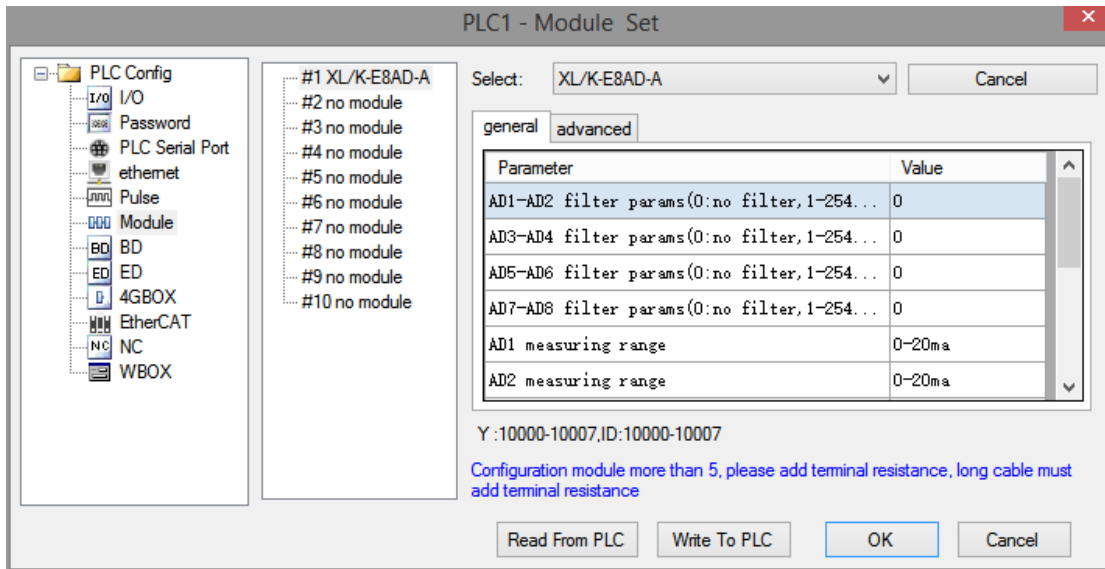 PLC1 - Module Set
PLC Config
I/O I/O
Password
PLC Serial Port
ethernet
Pulse
Module
BD BD
ED ED
4GBOX
EtherCAT
NC NC
WBOX
#1 XL/K-E8AD-A
#2 no module
#3 no module
#4 no module
#5 no module
#6 no module
#7 no module
#8 no module
#9 no module
#10 no module
Select: XL/K-E8AD-A Cancel
general advanced
Parameter Value
AD1-AD2 filter params(0:no filter,1-254... 0
AD3-AD4 filter params(0:no filter,1-254... 0
AD5-AD6 filter params(0:no filter,1-254... 0
AD7-AD8 filter params(0:no filter,1-254... 0
AD1 measuring range 0-20ma
AD2 measuring range 0-20ma
Y :10000-10007,ID:10000-10007
Configuration module more than 5, please add terminal resistance, long cable must
add terminal resistance
Read From PLC Write To PLC OK Cancel